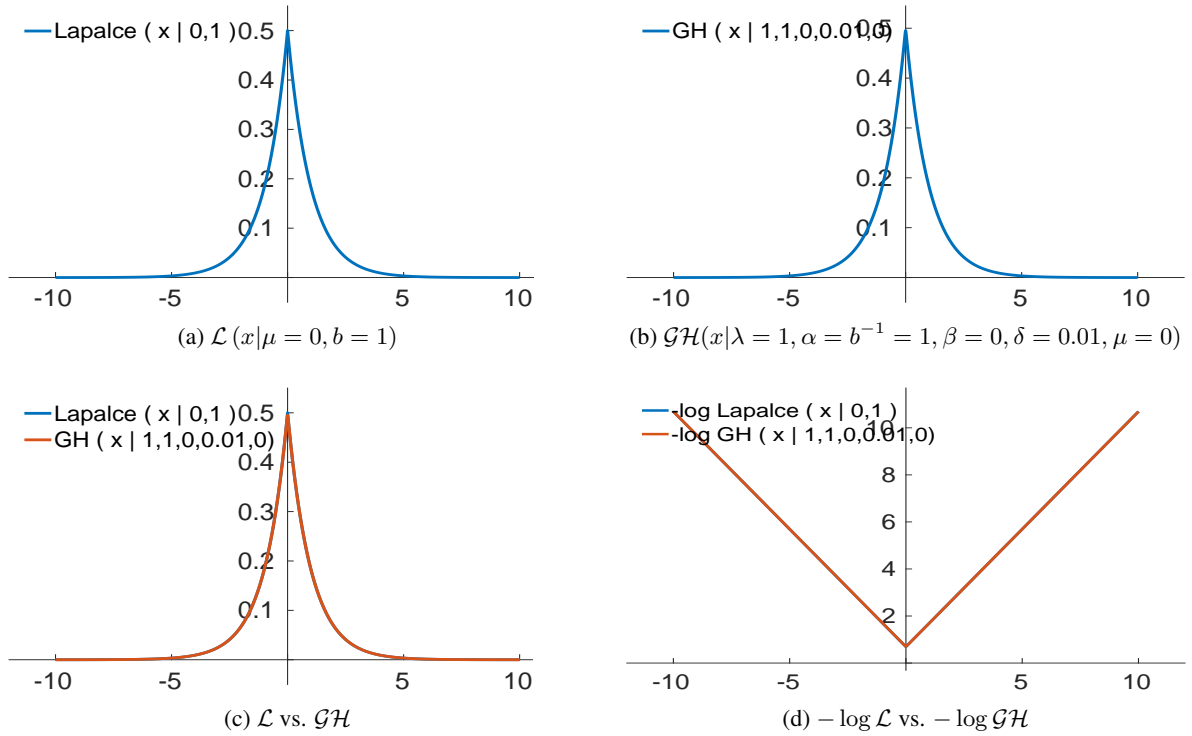 Lapalce ( x | 0,1 )
0.5
0.4
0.3
0.2
0.1
-10 -5 5 10
(a) ℒ (x|μ = 0, b = 1)
GH ( x | 1,1,0,0.01,0)
0.5
0.4
0.3
0.2
0.1
-10 -5 5 10
(b) 𝒢ℋ(x|λ = 1, α = b⁻¹ = 1, β = 0, δ = 0.01, μ = 0)
Lapalce ( x | 0,1 )
GH ( x | 1,1,0,0.01,0)
0.5
0.4
0.3
0.2
0.1
-10 -5 5 10
(c) ℒ vs. 𝒢ℋ
-log Lapalce ( x | 0,1 )
-log GH ( x | 1,1,0,0.01,0)
10
8
6
4
2
-10 -5 5 10
(d) − log ℒ vs. − log 𝒢ℋ